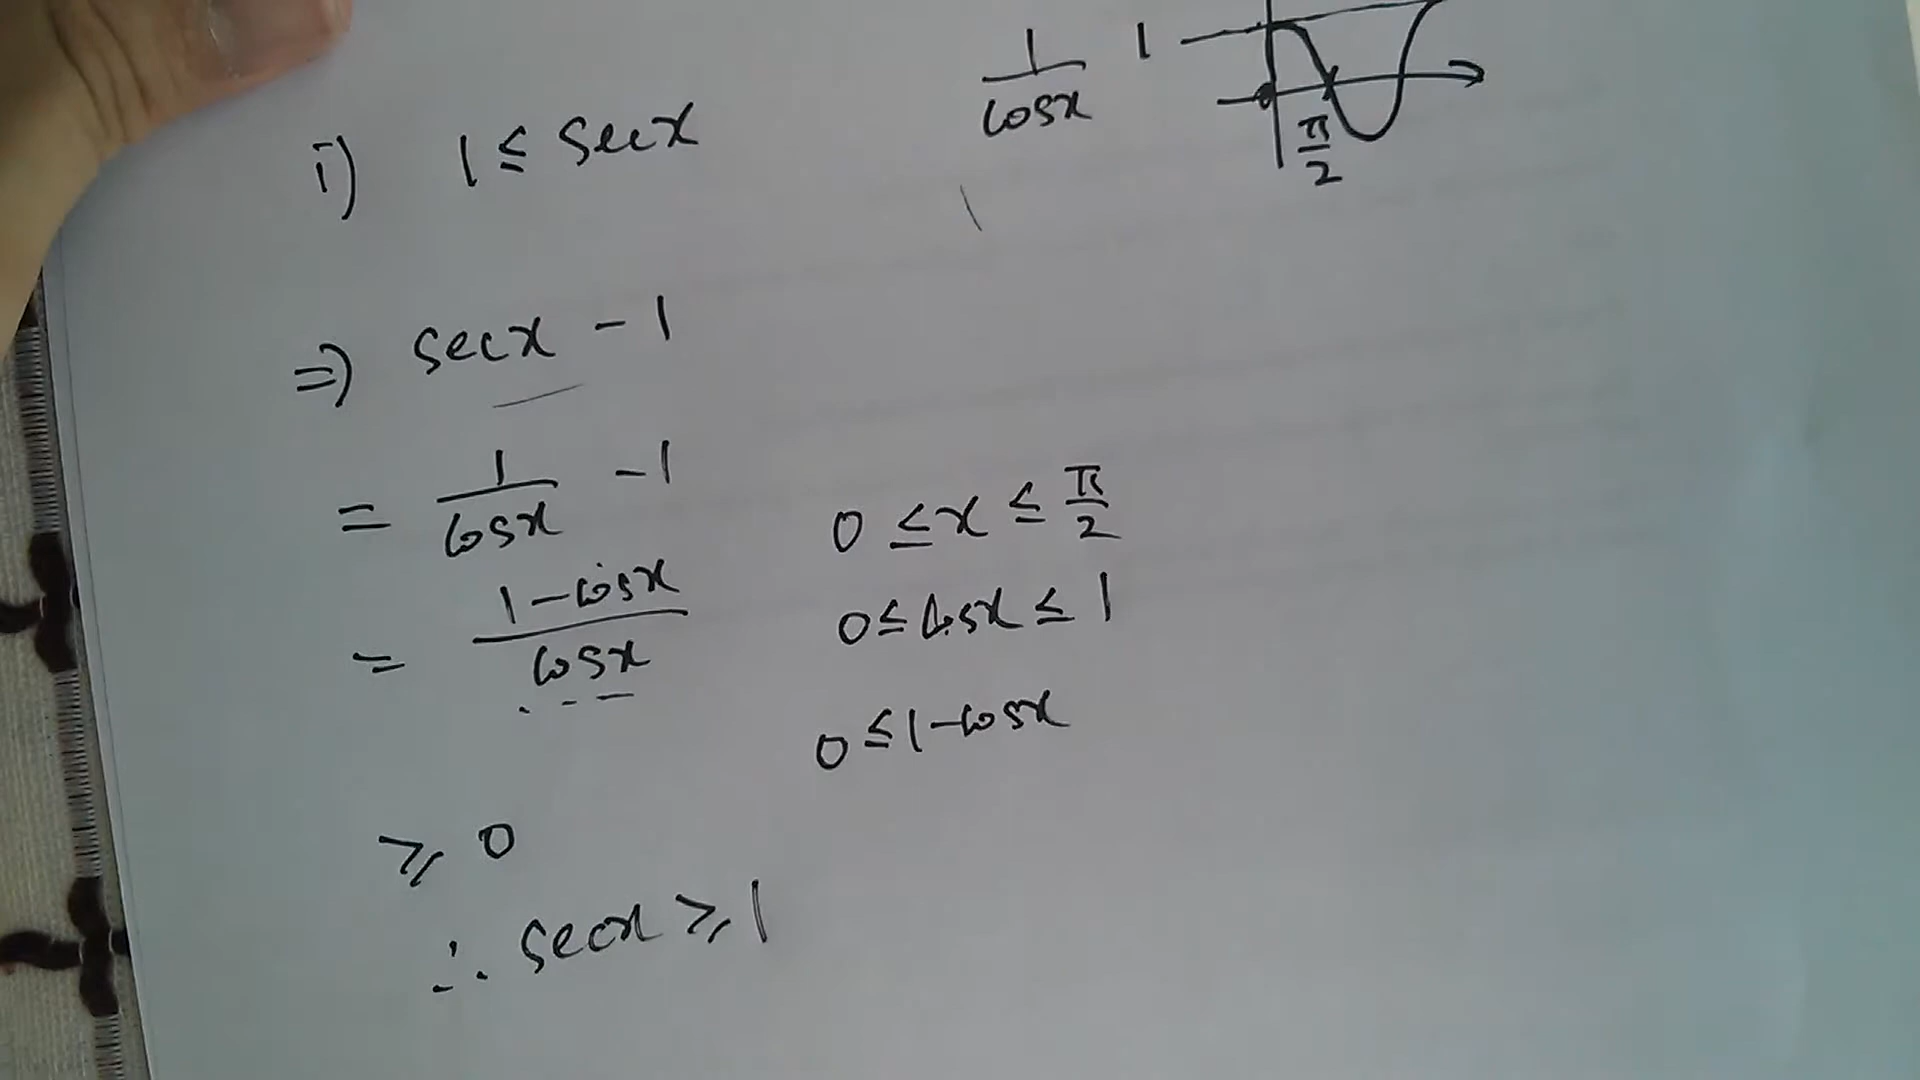 1/cosx 1
π/2
i) 1 ≤ secx
⇒ secx - 1
= 1/cosx - 1
0 ≤ x ≤ π/2
= (1-cosx)/cosx
0 ≤ cosx ≤ 1
0 ≤ 1-cosx
≥ 0
∴ secx ≥ 1